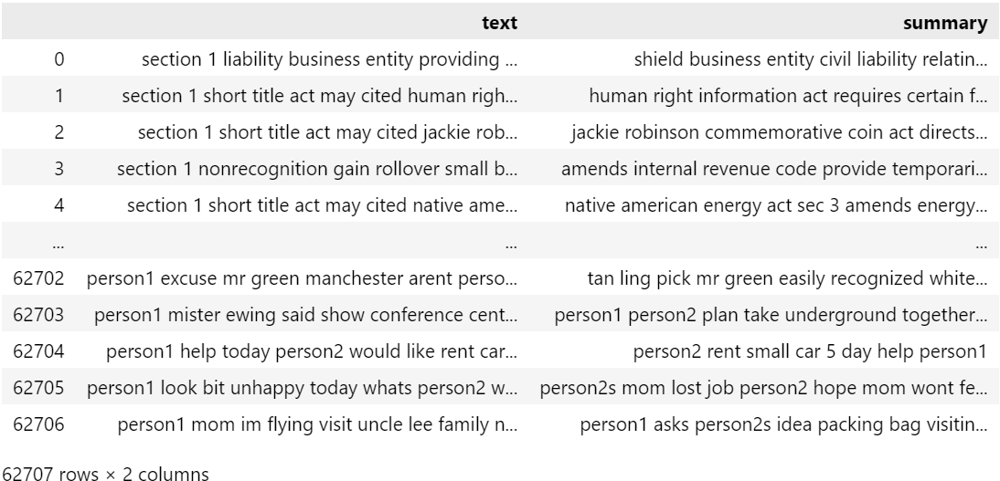 text summary
0 section 1 liability business entity providing ... shield business entity civil liability relatin...
1 section 1 short title act may cited human righ... human right information act requires certain f...
2 section 1 short title act may cited jackie rob... jackie robinson commemorative coin act directs...
3 section 1 nonrecognition gain rollover small b... amends internal revenue code provide temporari...
4 section 1 short title act may cited native ame... native american energy act sec 3 amends energy...
... ... ...
62702 person1 excuse mr green manchester arent perso... tan ling pick mr green easily recognized white...
62703 person1 mister ewing said show conference cent... person1 person2 plan take underground together...
62704 person1 help today person2 would like rent car... person2 rent small car 5 day help person1
62705 person1 look bit unhappy today whats person2 w... person2s mom lost job person2 hope mom wont fe...
62706 person1 mom im flying visit uncle lee family n... person1 asks person2s idea packing bag visitin...
62707 rows × 2 columns